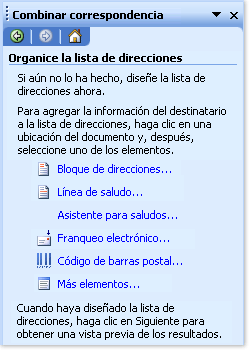 Combinar correspondencia
Organice la lista de direcciones
Si aún no lo ha hecho, diseñe la lista de
direcciones ahora.
Para agregar la información del destinatario
a la lista de direcciones, haga clic en una
ubicación del documento y, después,
seleccione uno de los elementos.
Bloque de direcciones...
Línea de saludo...
Asistente para saludos...
Franqueo electrónico...
Código de barras postal...
Más elementos...
Cuando haya diseñado la lista de
direcciones, haga clic en Siguiente para
obtener una vista previa de los resultados.